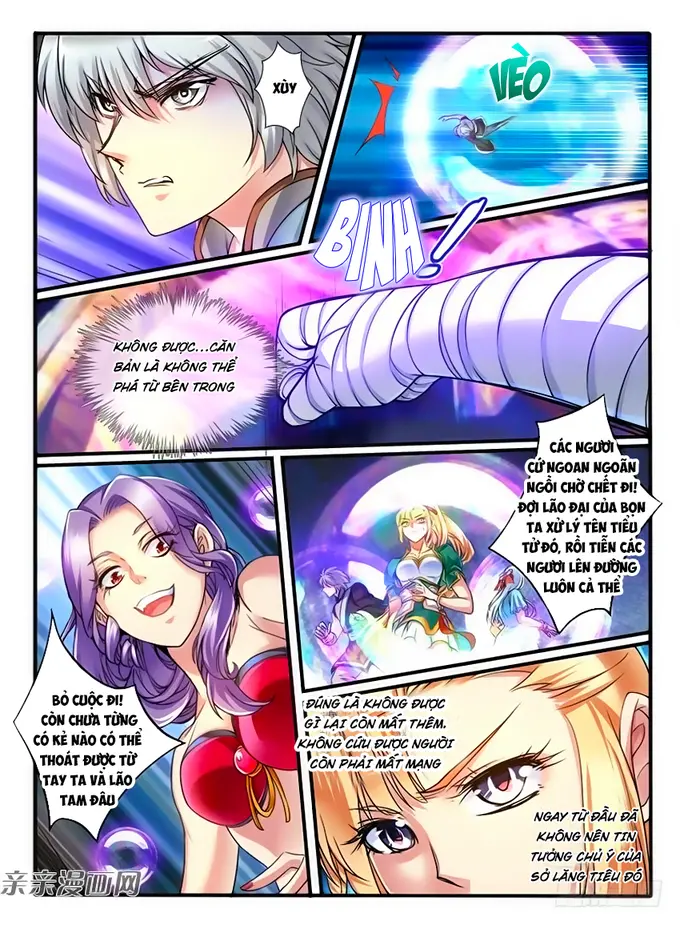 XÙY
VÈO
BINH!
KHÔNG ĐƯỢC...CĂN
BẢN LÀ KHÔNG THỂ
PHÁ TỪ BÊN TRONG
CÁC NGƯƠI
CỨ NGOAN NGOÃN
NGỒI CHỜ CHẾT ĐI!
ĐỢI LÃO ĐẠI CỦA BỌN
TA XỬ LÝ TÊN TIỂU
TỬ ĐÓ, RỒI TIỄN CÁC
NGƯƠI LÊN ĐƯỜNG
LUÔN CẢ THỂ
BỎ CUỘC ĐI!
CÒN CHƯA TỪNG
CÓ KẺ NÀO CÓ THỂ
THOÁT ĐƯỢC TỪ
TAY TA VÀ LÃO
TAM ĐÂU
ĐÚNG LÀ KHÔNG ĐƯỢC
GÌ LẠI CÒN MẤT THÊM.
KHÔNG CỨU ĐƯỢC NGƯỜI
CÒN PHẢI MẤT MẠNG
NGAY TỪ ĐẦU ĐÃ
KHÔNG NÊN TIN
TƯỞNG CHỦ Ý CỦA
SỞ LĂNG TIÊU ĐÓ
亲亲漫画网